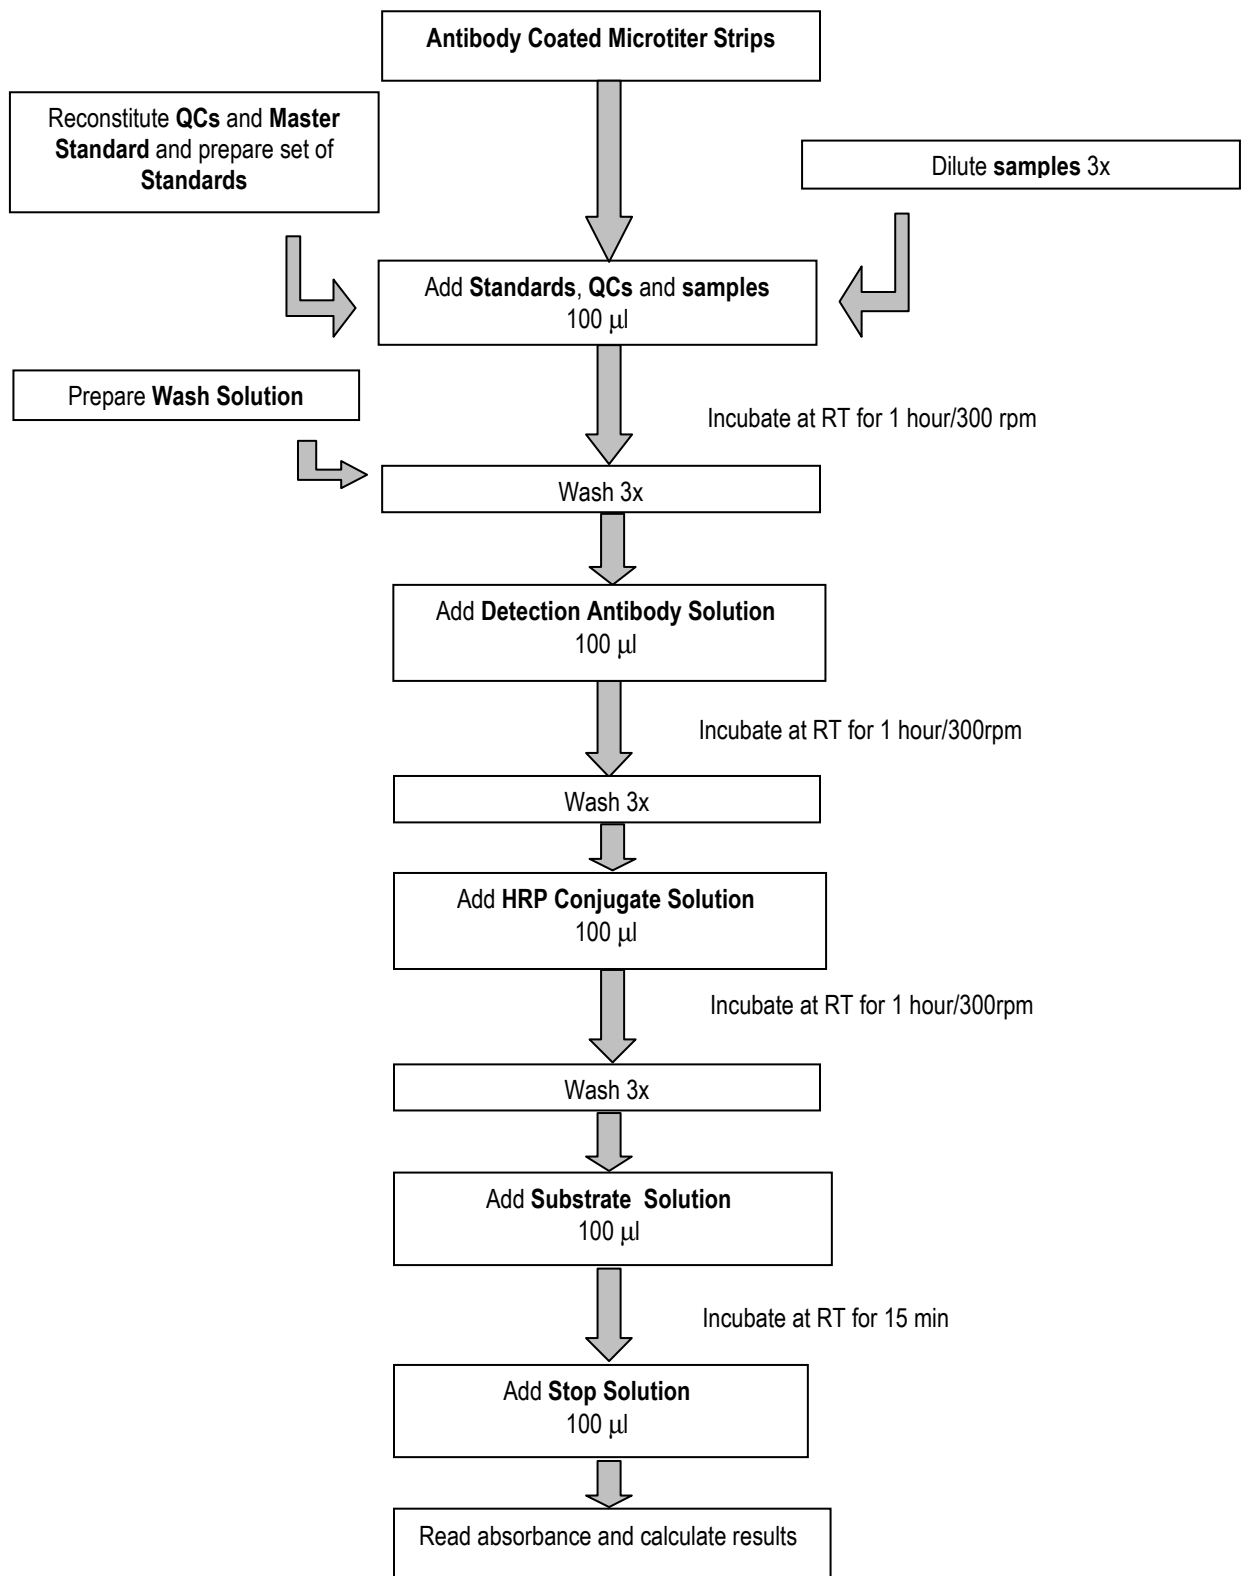 Antibody Coated Microtiter Strips
Reconstitute QCs and Master
Standard and prepare set of
Standards
Dilute samples 3x
Add Standards, QCs and samples
100 μl
Prepare Wash Solution
Incubate at RT for 1 hour/300 rpm
Wash 3x
Add Detection Antibody Solution
100 μl
Incubate at RT for 1 hour/300rpm
Wash 3x
Add HRP Conjugate Solution
100 μl
Incubate at RT for 1 hour/300rpm
Wash 3x
Add Substrate Solution
100 μl
Incubate at RT for 15 min
Add Stop Solution
100 μl
Read absorbance and calculate results